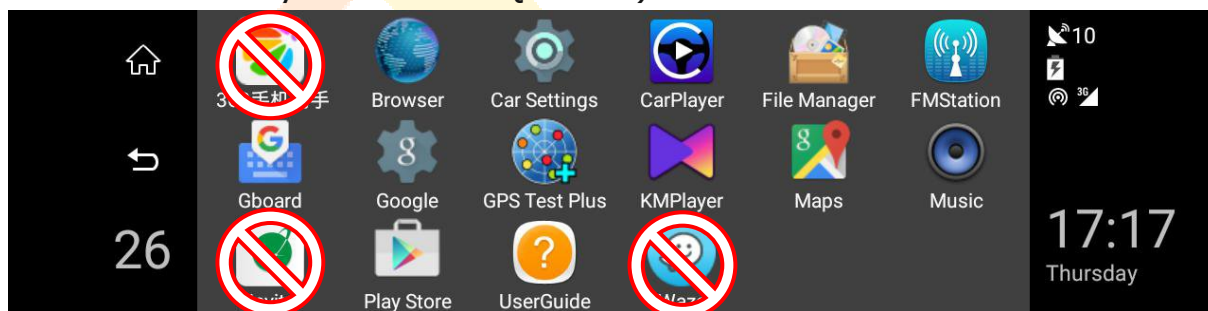 10
3G
Browser
Car Settings
CarPlayer
File Manager
FMStation
Gboard
Google
GPS Test Plus
KMPlayer
Maps
Music
26
17:17
Thursday
Play Store
UserGuide